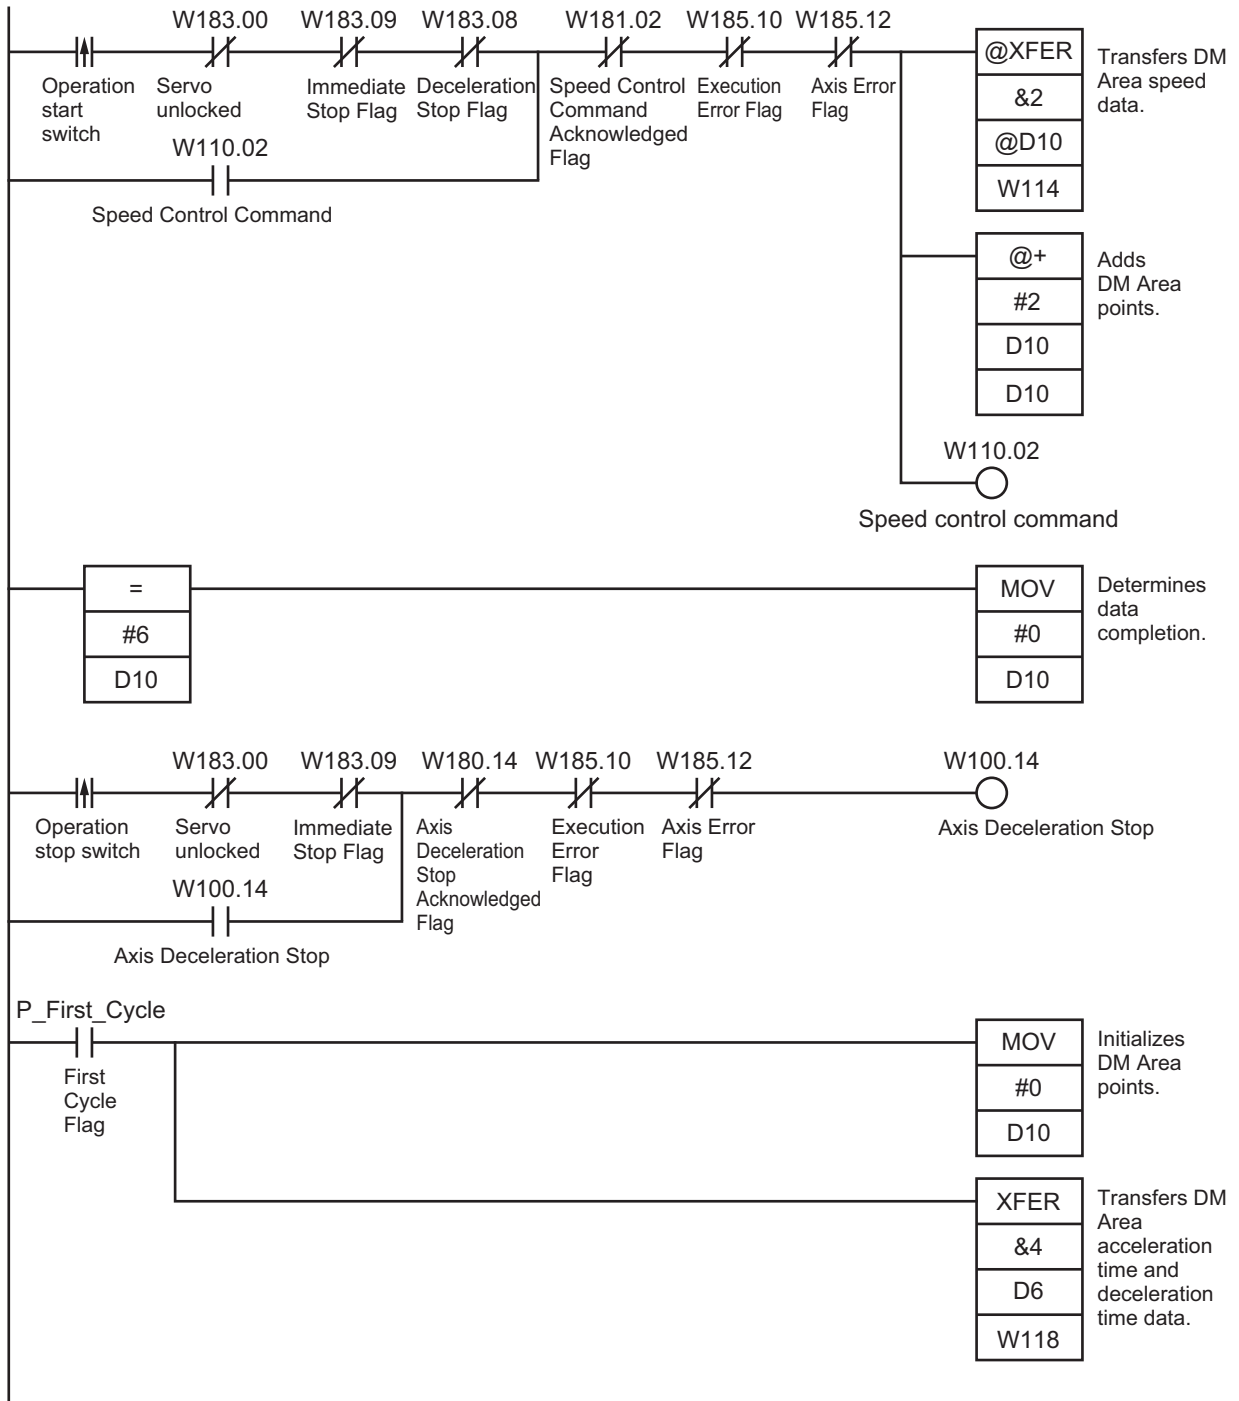 W183.00 W183.09 W183.08 W181.02 W185.10 W185.12
Operation
start
switch
Servo
unlocked
Immediate
Stop Flag
Deceleration
Stop Flag
Speed Control
Command
Acknowledged
Flag
Execution
Error Flag
Axis Error
Flag
@XFER
&2
@D10
W114
Transfers DM
Area speed
data.
W110.02
Speed Control Command
@+
#2
D10
D10
Adds
DM Area
points.
W110.02
Speed control command
=
#6
D10
MOV
#0
D10
Determines
data
completion.
W183.00 W183.09 W180.14 W185.10 W185.12 W100.14
Operation
stop switch
Servo
unlocked
Immediate
Stop Flag
Axis
Deceleration
Stop
Acknowledged
Flag
Execution
Error
Flag
Axis Error
Flag
Axis Deceleration Stop
W100.14
Axis Deceleration Stop
P_First_Cycle
First
Cycle
Flag
MOV
#0
D10
Initializes
DM Area
points.
XFER
&4
D6
W118
Transfers DM
Area
acceleration
time and
deceleration
time data.